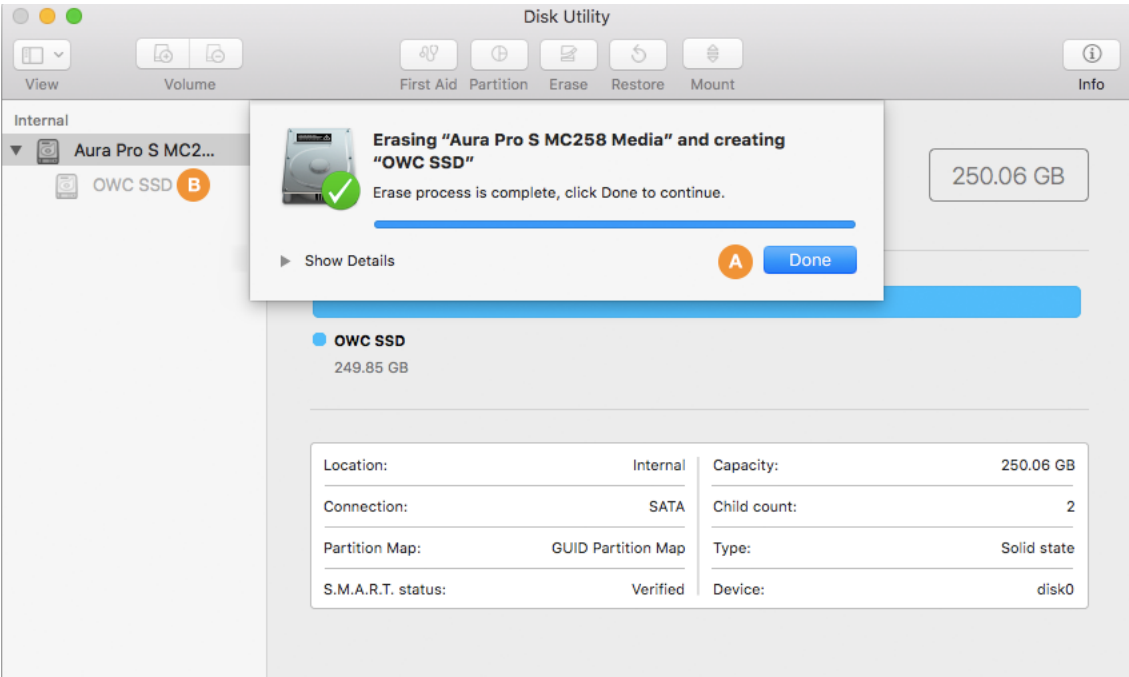 Disk Utility
View
Volume
First Aid
Partition
Erase
Restore
Mount
Info
Internal
Aura Pro S MC2...
OWC SSD
B
Erasing “Aura Pro S MC258 Media” and creating
“OWC SSD”
Erase process is complete, click Done to continue.
Show Details
A
Done
250.06 GB
OWC SSD
249.85 GB
Location: Internal
Capacity: 250.06 GB
Connection: SATA
Child count: 2
Partition Map: GUID Partition Map
Type: Solid state
S.M.A.R.T. status: Verified
Device: disk0